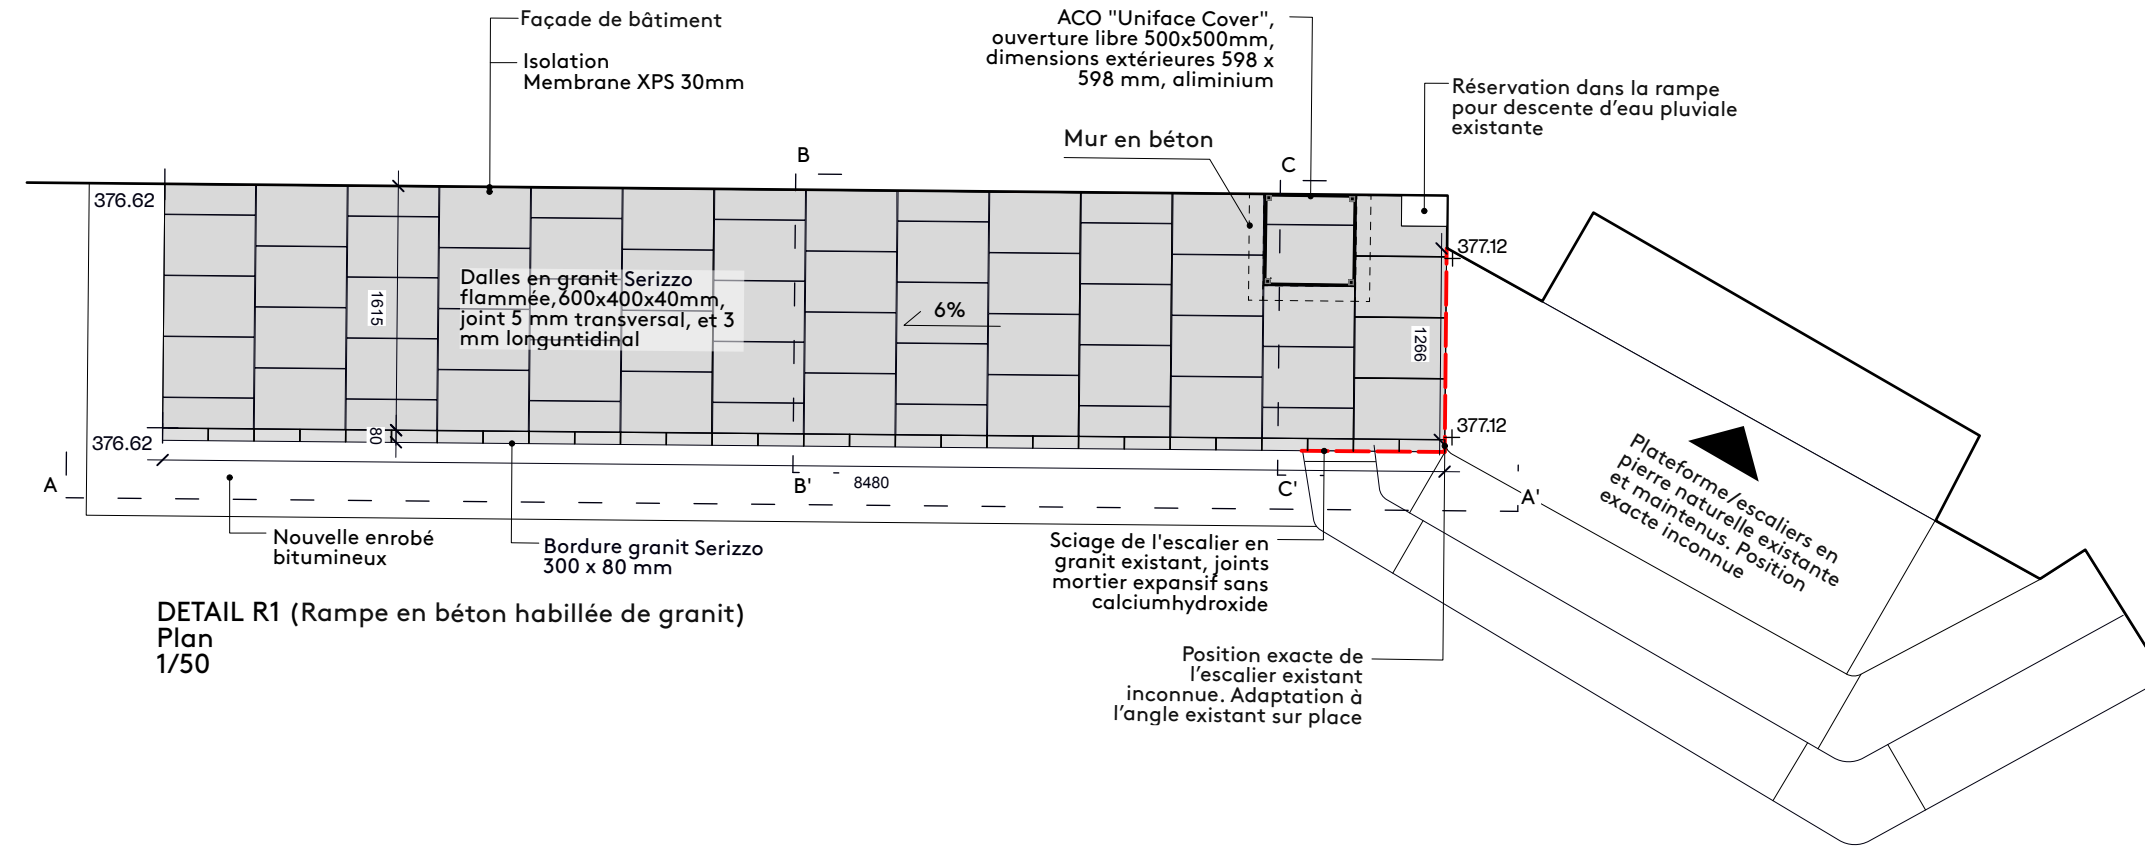 Façade de bâtiment
Isolation
Membrane XPS 30mm
ACO "Uniface Cover",
ouverture libre 500x500mm,
dimensions extérieures 598 x
598 mm, aliminium
Réservation dans la rampe
pour descente d’eau pluviale
existante
Mur en béton
B
C
376.62
377.12
Dalles en granit Serizzo
flammée,600x400x40mm,
joint 5 mm transversal, et 3
mm longuntidinal
1615
6%
1266
80
376.62
377.12
A
B'
8480
C'
A'
Plateforme/escaliers en
pierre naturelle existante
et maintenus. Position
exacte inconnue
Nouvelle enrobé
bitumineux
Bordure granit Serizzo
300 x 80 mm
Sciage de l'escalier en
granit existant, joints
mortier expansif sans
calciumhydroxide
DETAIL R1 (Rampe en béton habillée de granit)
Plan
1/50
Position exacte de
l’escalier existant
inconnue. Adaptation à
l’angle existant sur place